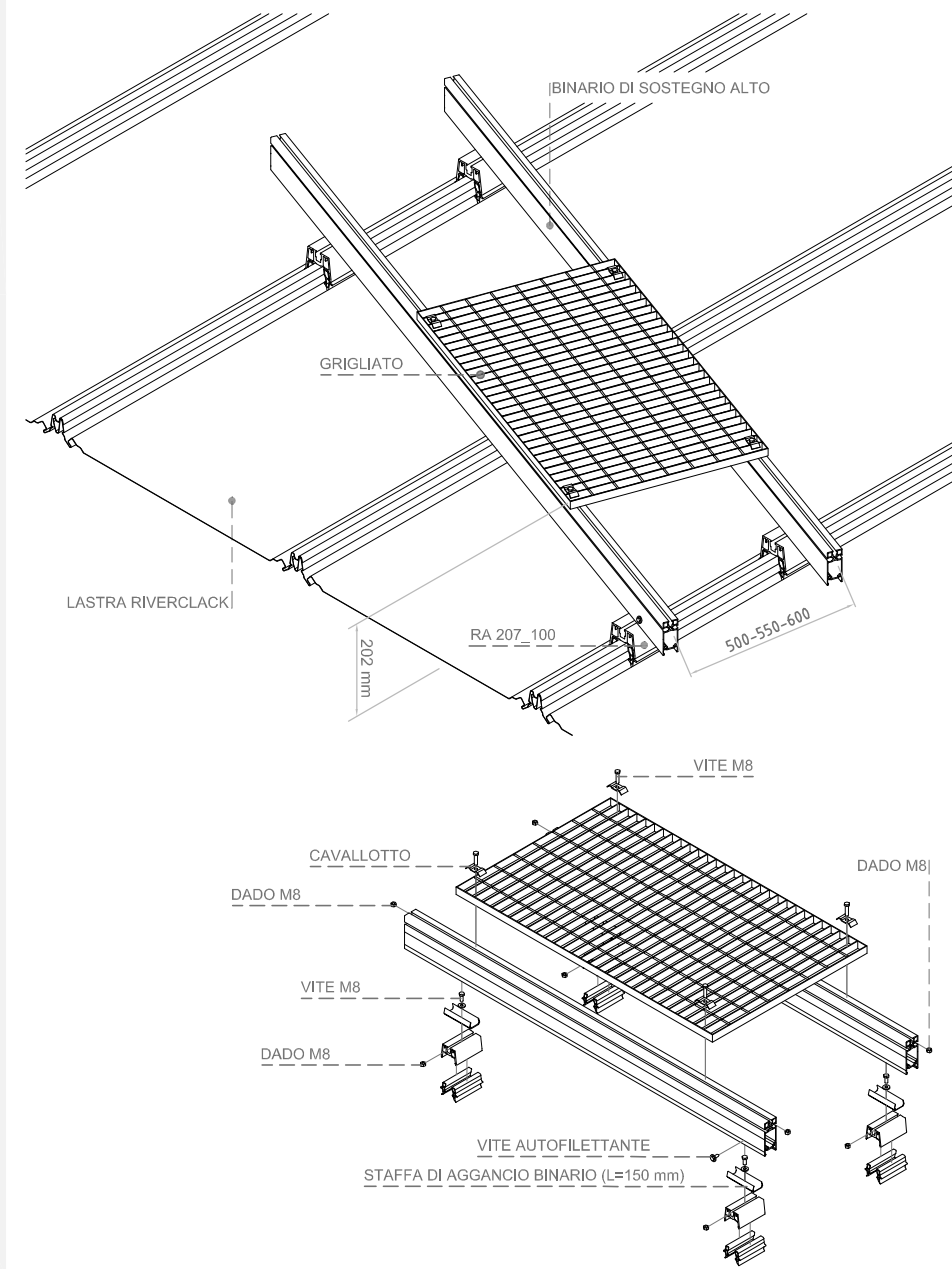 BINARIO DI SOSTEGNO ALTO
GRIGLIATO
LASTRA RIVERCLACK
RA 207_100
500-550-600
202 mm
VITE M8
CAVALLOTTO
DADO M8
DADO M8
VITE M8
DADO M8
VITE AUTOFILETTANTE
STAFFA DI AGGANCIO BINARIO (L=150 mm)